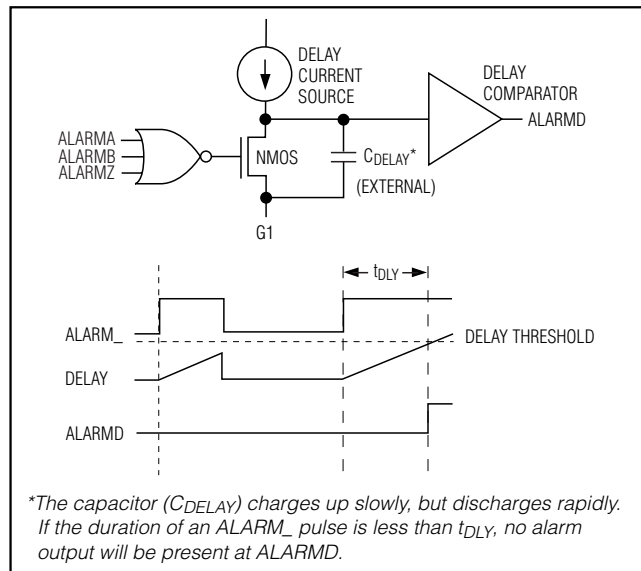 DELAY
CURRENT
SOURCE
DELAY
COMPARATOR
ALARMD
ALARMA
ALARMB
ALARMZ
NMOS
CDELAY*
(EXTERNAL)
G1
tDLY
ALARM_
DELAY THRESHOLD
DELAY
ALARMD
*The capacitor (CDELAY) charges up slowly, but discharges rapidly.
If the duration of an ALARM_ pulse is less than tDLY, no alarm
output will be present at ALARMD.